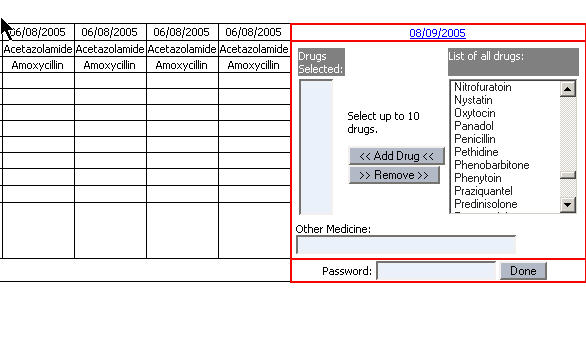 06/08/2005 06/08/2005 06/08/2005 06/08/2005 08/09/2005
Acetazolamide Acetazolamide Acetazolamide Acetazolamide
Amoxycillin Amoxycillin Amoxycillin Amoxycillin
Drugs
Selected:
List of all drugs:
Select up to 10
drugs.
<< Add Drug <<
>> Remove >>
Nitrofuratoin
Nystatin
Oxytocin
Panadol
Penicillin
Pethidine
Phenobarbitone
Phenytoin
Praziquantel
Predinisolone
Other Medicine:
Password: Done